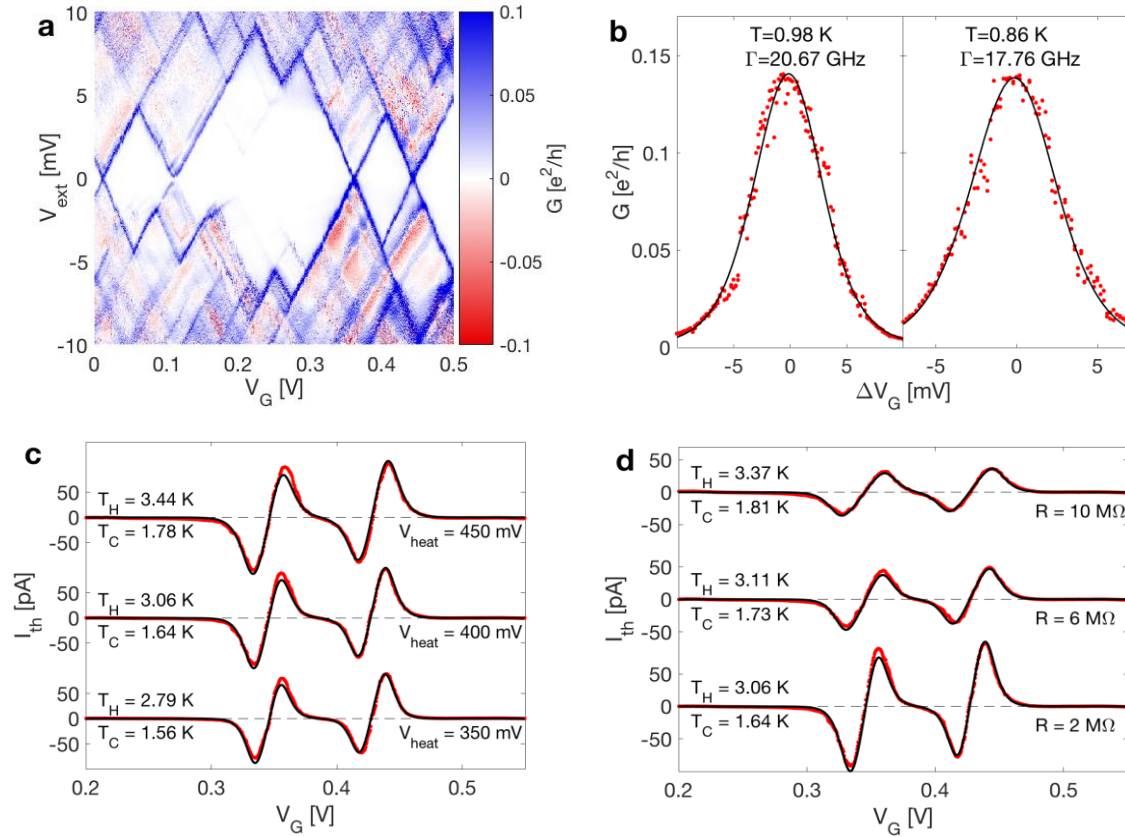 a
10
5
0
-5
-10
V_ext [mV]
0 0.1 0.2 0.3 0.4 0.5
V_G [V]
0.1
0.05
0
-0.05
-0.1
G [e²/h]
b
T=0.98 K
Γ=20.67 GHz
T=0.86 K
Γ=17.76 GHz
0.15
0.1
0.05
0
G [e²/h]
-5 0 5 -5 0 5
ΔV_G [mV]
c
T_H = 3.44 K
T_C = 1.78 K
V_heat = 450 mV
T_H = 3.06 K
T_C = 1.64 K
V_heat = 400 mV
T_H = 2.79 K
T_C = 1.56 K
V_heat = 350 mV
50
0
-50
50
0
-50
50
0
-50
I_th [pA]
0.2 0.3 0.4 0.5
V_G [V]
d
T_H = 3.37 K
T_C = 1.81 K
R = 10 MΩ
T_H = 3.11 K
T_C = 1.73 K
R = 6 MΩ
T_H = 3.06 K
T_C = 1.64 K
R = 2 MΩ
50
0
-50
50
0
-50
50
0
-50
I_th [pA]
0.2 0.3 0.4 0.5
V_G [V]